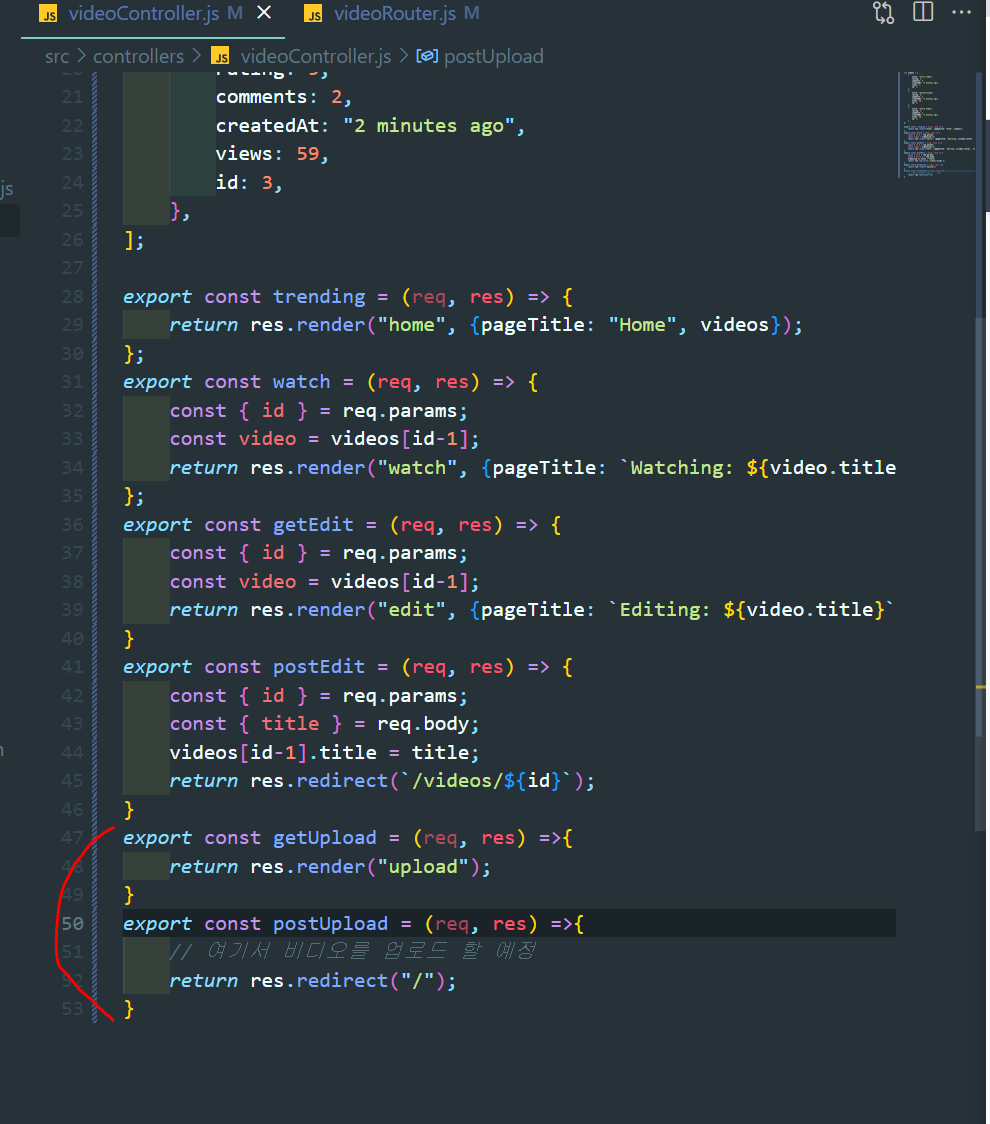 JS videoController.js M ×
JS videoRouter.js M ...
src > controllers > JS videoController.js > postUpload
js
21 comments: 2,
22 createdAt: "2 minutes ago",
23 views: 59,
24 id: 3,
25 },
26 ];
27
28 export const trending = (req, res) => {
29 return res.render("home", {pageTitle: "Home", videos});
30 };
31 export const watch = (req, res) => {
32 const { id } = req.params;
33 const video = videos[id-1];
34 return res.render("watch", {pageTitle: `Watching: ${video.title
35 };
36 export const getEdit = (req, res) => {
37 const { id } = req.params;
38 const video = videos[id-1];
39 return res.render("edit", {pageTitle: `Editing: ${video.title}`
40 }
41 export const postEdit = (req, res) => {
42 const { id } = req.params;
43 const { title } = req.body;
44 videos[id-1].title = title;
45 return res.redirect(`/videos/${id}`);
46 }
47 export const getUpload = (req, res) =>{
48 return res.render("upload");
49 }
50 export const postUpload = (req, res) =>{
51 // 여기서 비디오를 업로드 할 예정
52 return res.redirect("/");
53 }